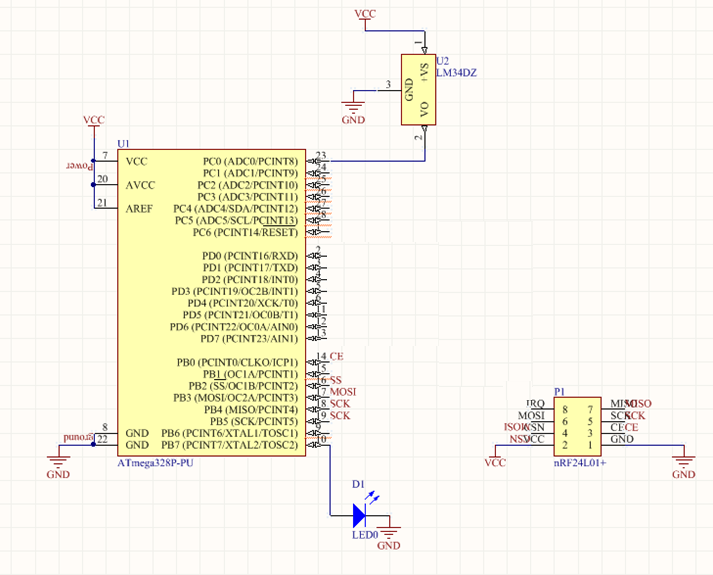 VCC
1
U2
LM34DZ
+VS
3
GND
VO
GND
2
VCC
U1
7 VCC PC0 (ADC0/PCINT8) 23
Power
PC1 (ADC1/PCINT9) 24
20 AVCC PC2 (ADC2/PCINT10) 25
PC3 (ADC3/PCINT11) 26
21 AREF PC4 (ADC4/SDA/PCINT12) 27
PC5 (ADC5/SCL/PCINT13) 28
PC6 (PCINT14/RESET) 1
PD0 (PCINT16/RXD) 2
PD1 (PCINT17/TXD)
PD2 (PCINT18/INT0)
PD3 (PCINT19/OC2B/INT1)
PD4 (PCINT20/XCK/T0)
PD5 (PCINT21/OC0B/T1)
PD6 (PCINT22/OC0A/AIN0)
PD7 (PCINT23/AIN1)
PB0 (PCINT0/CLKO/ICP1) 14 CE
PB1 (OC1A/PCINT1)
PB2 (SS/OC1B/PCINT2) 16 SS
PB3 (MOSI/OC2A/PCINT3) MOSI
PB4 (MISO/PCINT4) SCK
PB5 (SCK/PCINT5) SCK
8 GND PB6 (PCINT6/XTAL1/TOSC1)
ground
22 GND PB7 (PCINT7/XTAL2/TOSC2) 10
GND
ATmega328P-PU
D1
LED0
GND
P1
IRQ 8 7 MISO
MOSI 6 5 SCK
CSN 4 3 CE CE
VCC 2 1 GND
VCC
nRF24L01+
GND